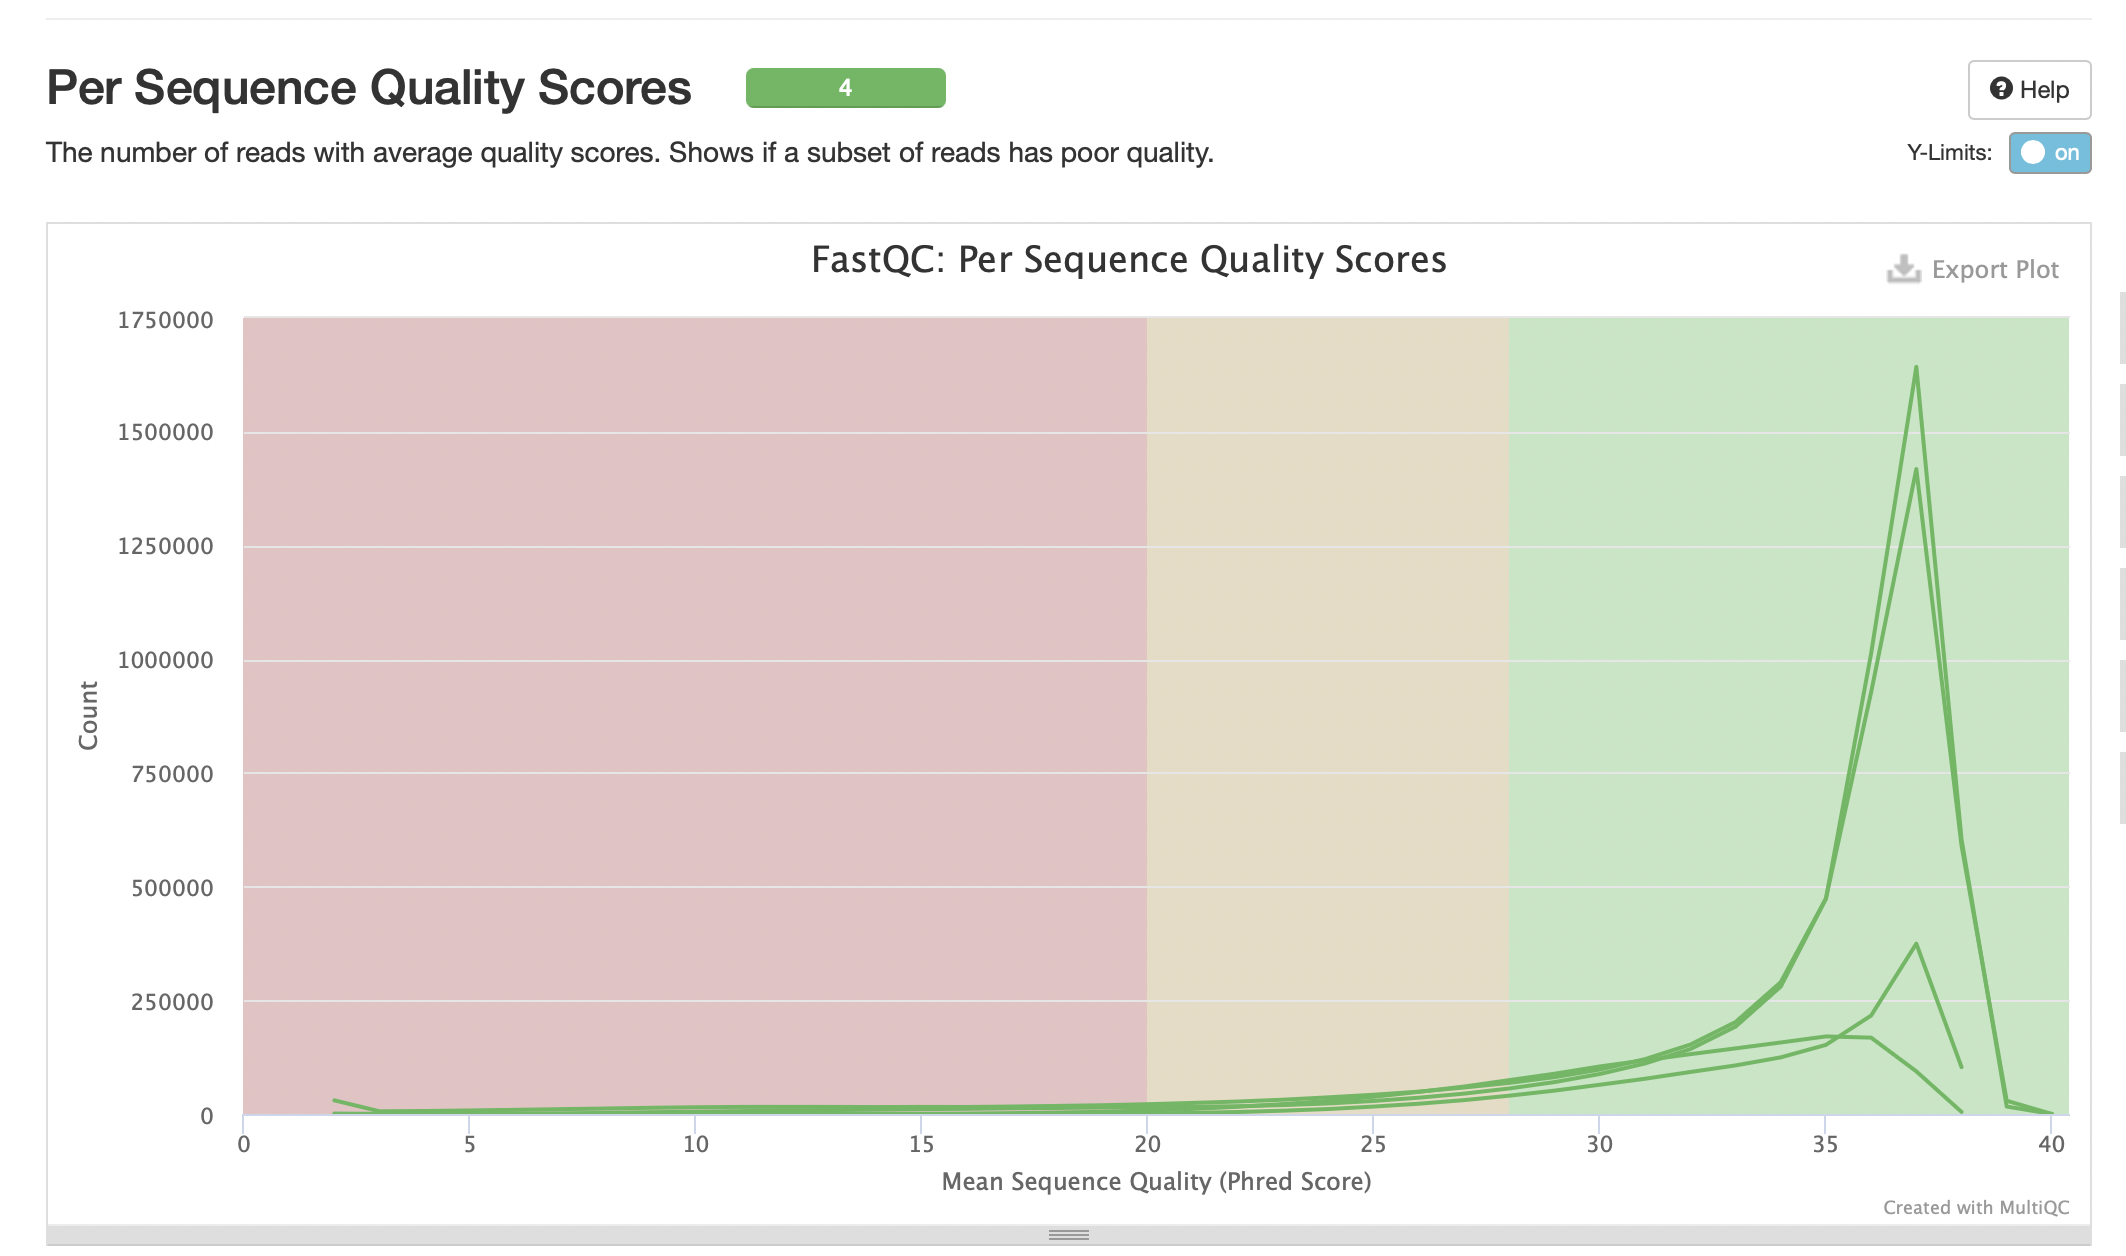 Per Sequence Quality Scores
4
Help
The number of reads with average quality scores. Shows if a subset of reads has poor quality.
Y-Limits:
on
FastQC: Per Sequence Quality Scores
Export Plot
1750000
1500000
1250000
1000000
750000
500000
250000
0
Count
0 5 10 15 20 25 30 35 40
Mean Sequence Quality (Phred Score)
Created with MultiQC